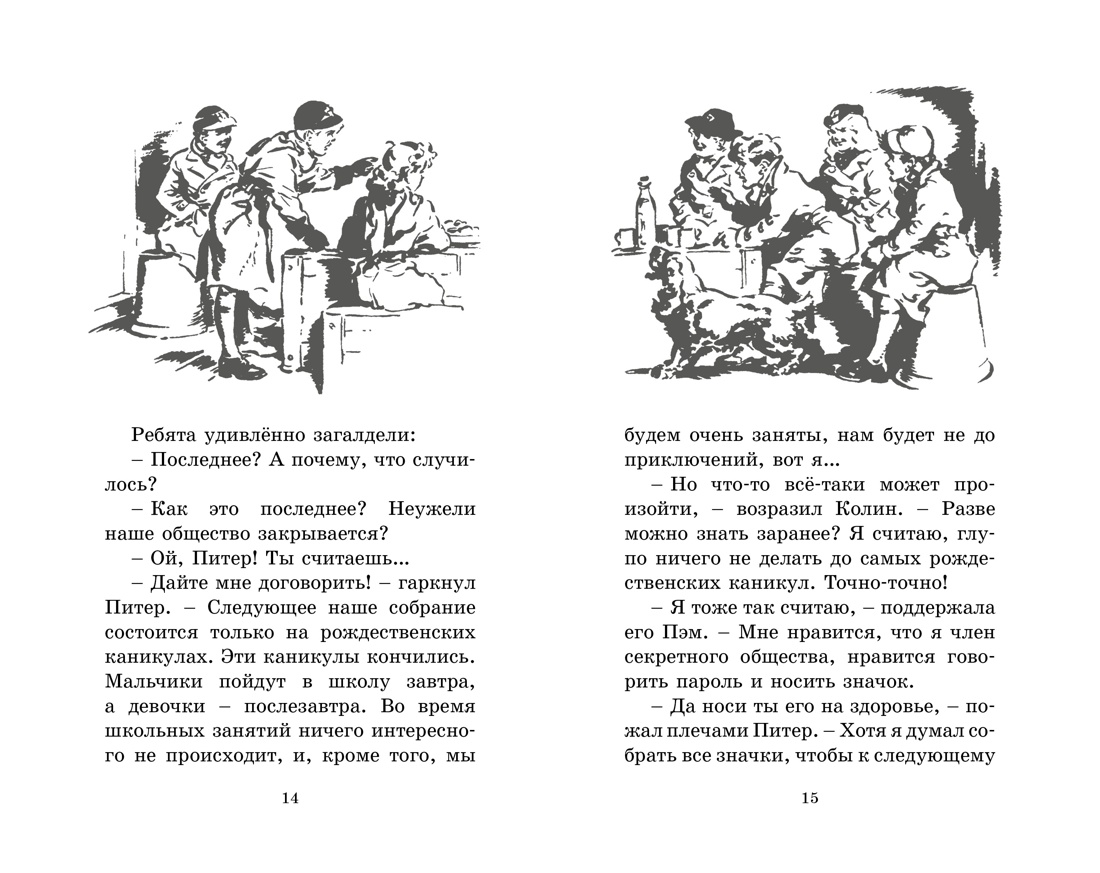 Ребята удивлённо загалдели:
– Последнее? А почему, что случи-
лось?
– Как это последнее? Неужели
наше общество закрывается?
– Ой, Питер! Ты считаешь...
– Дайте мне договорить! – гаркнул
Питер. – Следующее наше собрание
состоится только на рождественских
каникулах. Эти каникулы кончились.
Мальчики пойдут в школу завтра,
а девочки – послезавтра. Во время
школьных занятий ничего интересно-
го не происходит, и, кроме того, мы
14
будем очень заняты, нам будет не до
приключений, вот я...
– Но что-то всё-таки может про-
изойти, – возразил Колин. – Разве
можно знать заранее? Я считаю, глу-
по ничего не делать до самых рожде-
ственских каникул. Точно-точно!
– Я тоже так считаю, – поддержала
его Пэм. – Мне нравится, что я член
секретного общества, нравится гово-
рить пароль и носить значок.
– Да носи ты его на здоровье, – по-
жал плечами Питер. – Хотя я думал со-
брать все значки, чтобы к следующему
15